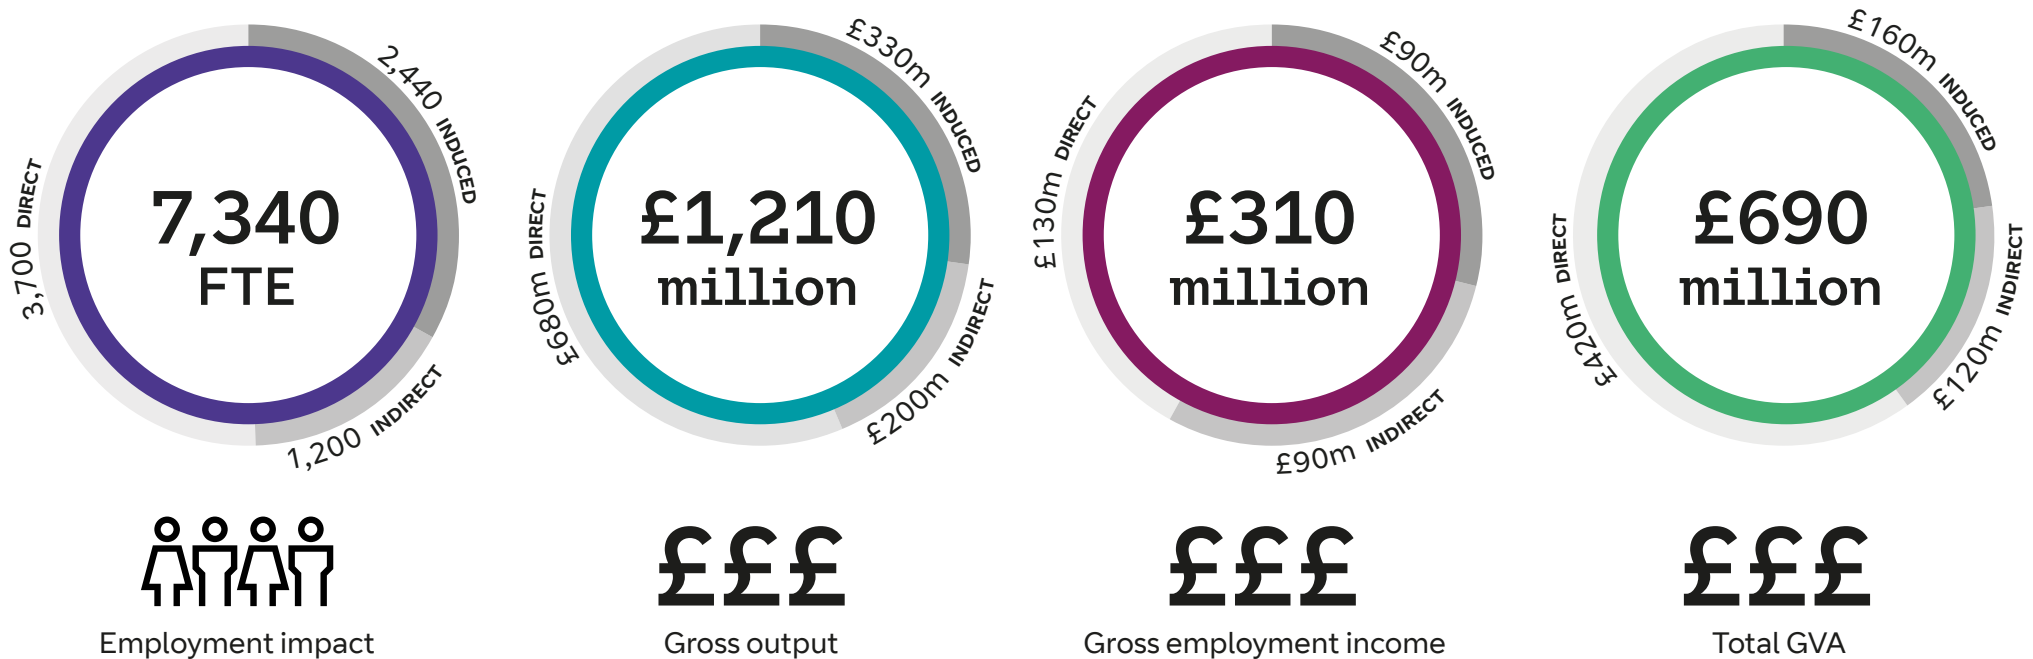 3,700 DIRECT
2,440 INDUCED
1,200 INDIRECT
7,340
FTE
Employment impact
£680m DIRECT
£330m INDUCED
£200m INDIRECT
£1,210
million
£££
Gross output
£130m DIRECT
£90m INDUCED
£90m INDIRECT
£310
million
£££
Gross employment income
£420m DIRECT
£160m INDUCED
£120m INDIRECT
£690
million
£££
Total GVA